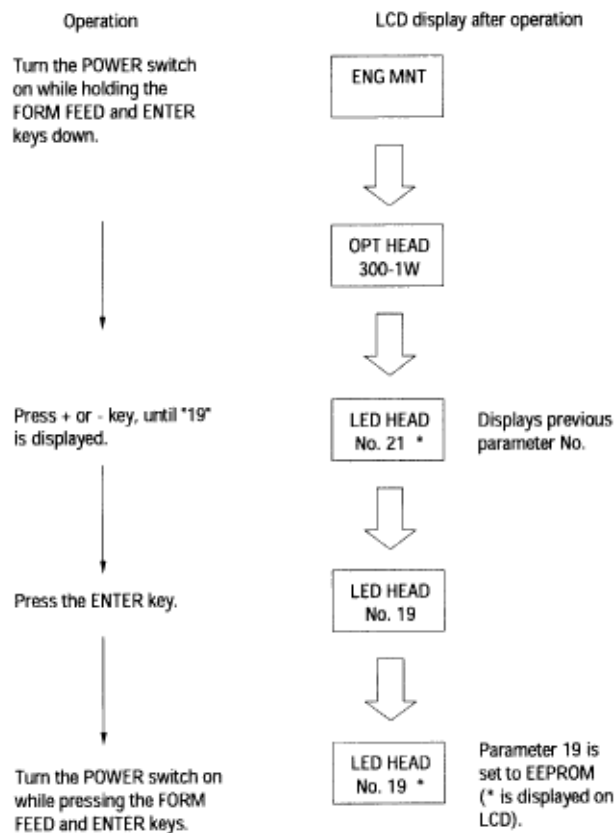 Operation
LCD display after operation
Turn the POWER switch
on while holding the
FORM FEED and ENTER
keys down.
ENG MNT
OPT HEAD
300-1W
Press + or - key, until "19"
is displayed.
LED HEAD
No. 21 *
Displays previous
parameter No.
Press the ENTER key.
LED HEAD
No. 19
Turn the POWER switch on
while pressing the FORM
FEED and ENTER keys.
LED HEAD
No. 19 *
Parameter 19 is
set to EEPROM
(* is displayed on
LCD).